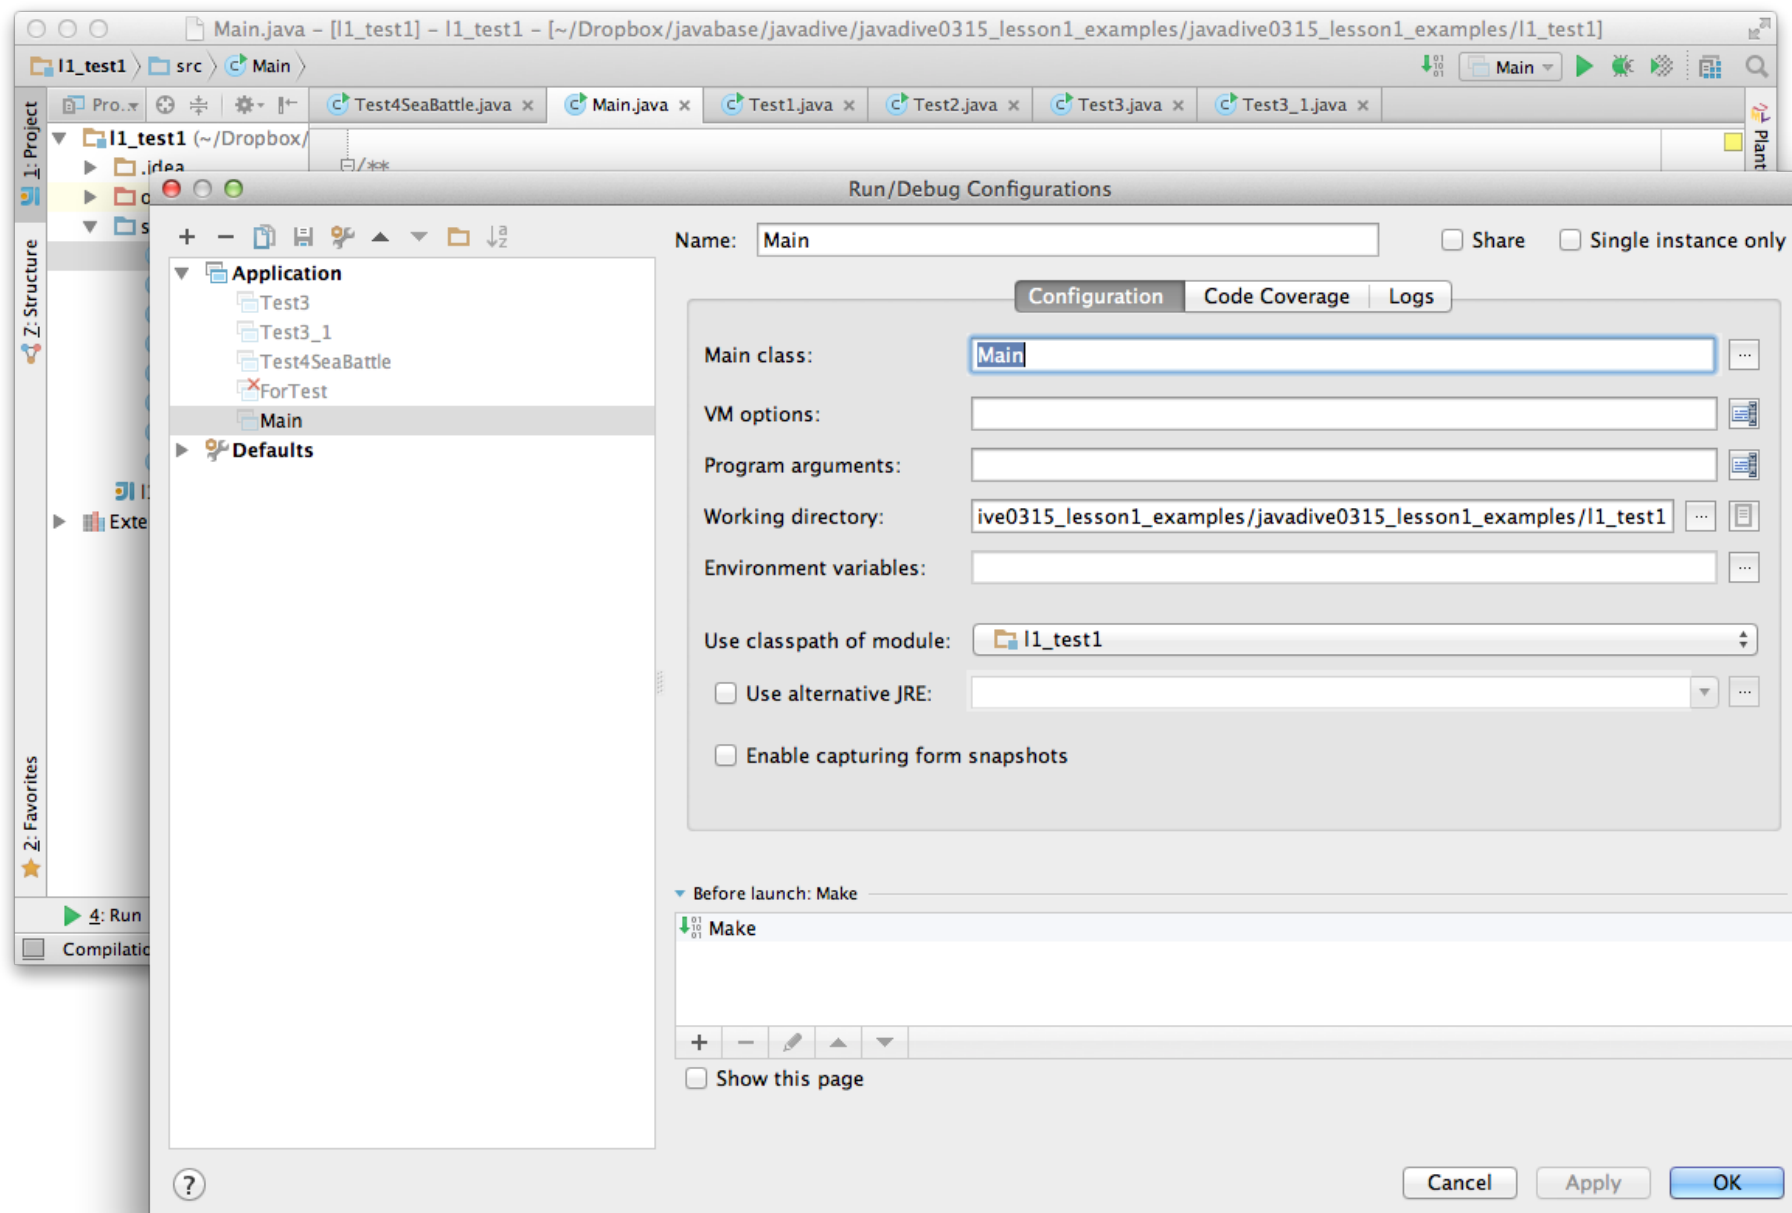 Main.java – [l1_test1] – l1_test1 – [~/Dropbox/javabase/javadive/javadive0315_lesson1_examples/javadive0315_lesson1_examples/l1_test1]
l1_test1 src Main Main
Pro.. Test4SeaBattle.java Main.java Test1.java Test2.java Test3.java Test3_1.java
1: Project
l1_test1 (~/Dropbox/
.idea
/**
Plant
Run/Debug Configurations
Name: Main Share Single instance only
Application
Test3
Test3_1
Test4SeaBattle
ForTest
Main
Defaults
Exte
7: Structure
2: Favorites
Configuration Code Coverage Logs
Main class: Main
VM options:
Program arguments:
Working directory: ive0315_lesson1_examples/javadive0315_lesson1_examples/l1_test1
Environment variables:
Use classpath of module: l1_test1
Use alternative JRE:
Enable capturing form snapshots
Before launch: Make
Make
4: Run
Compilatio
Show this page
? Cancel Apply OK